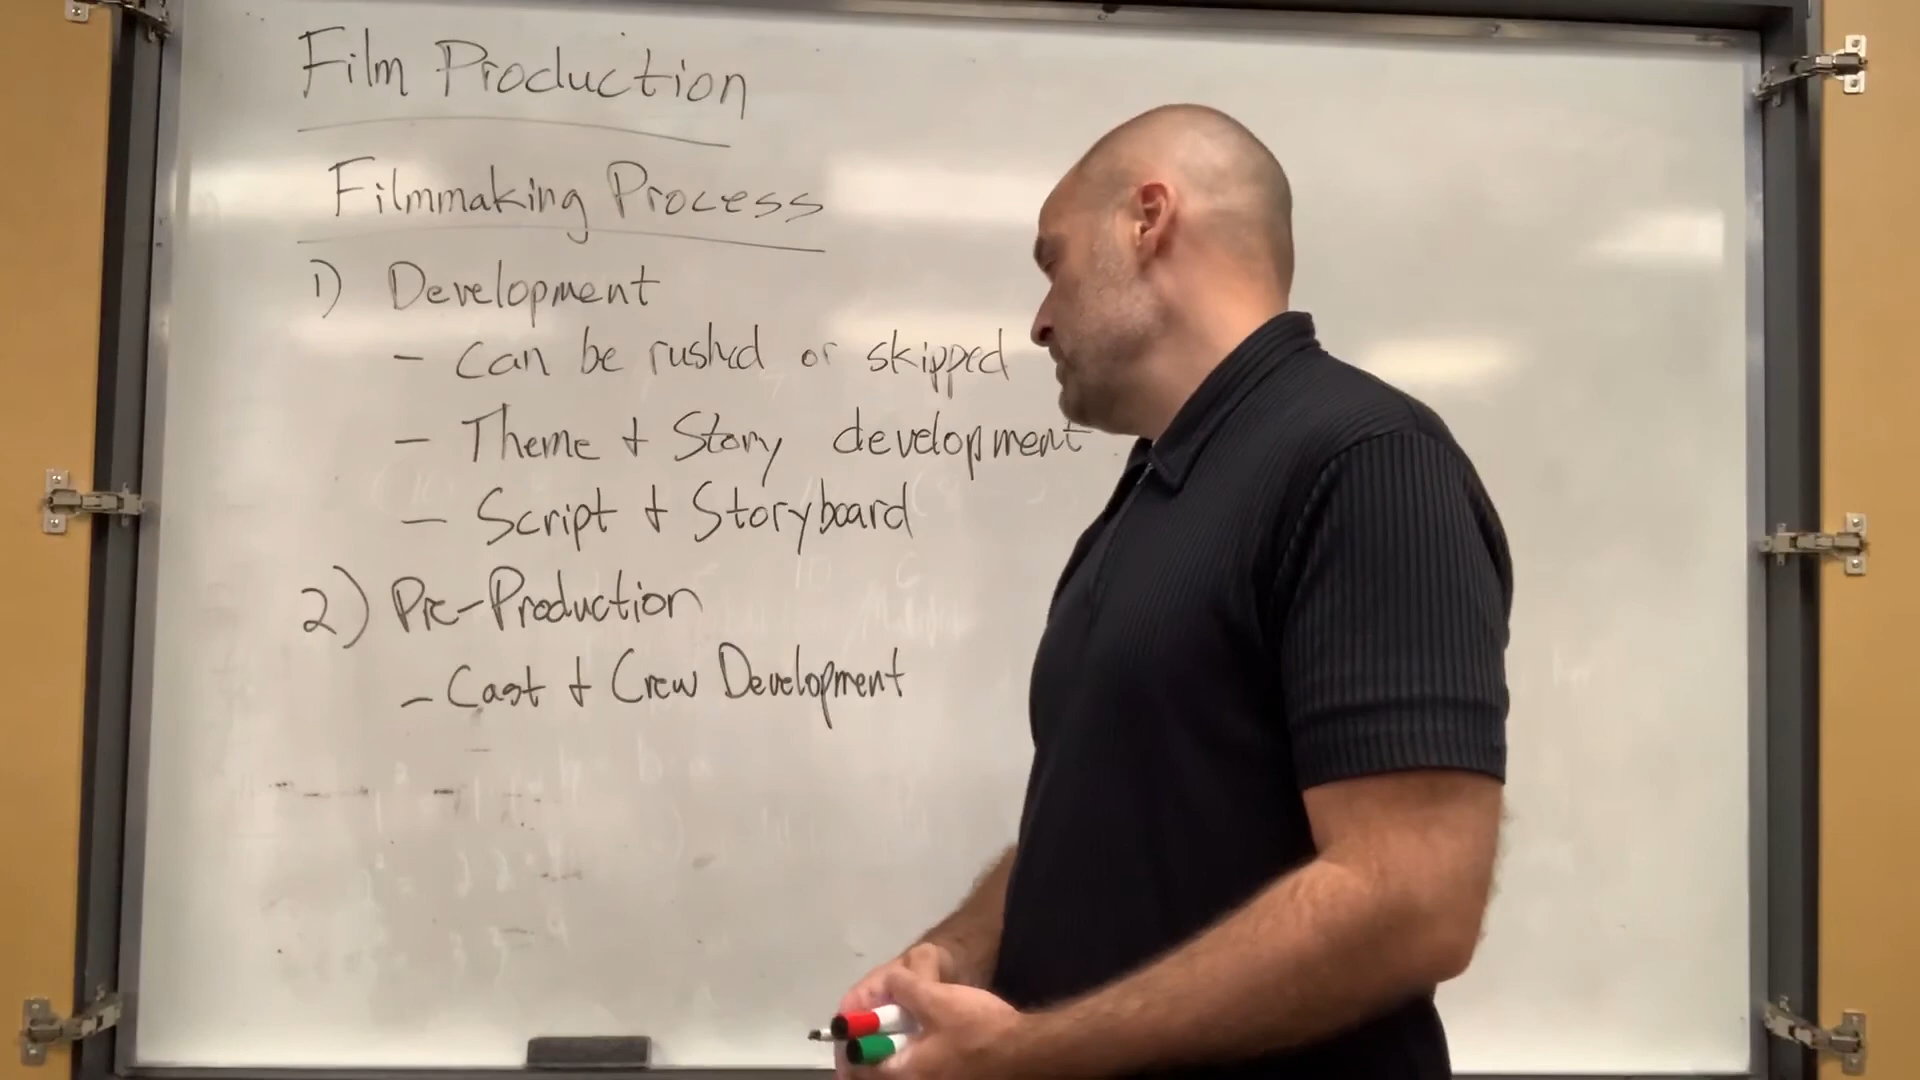 Film Production
Filmmaking Process
1) Development
- Can be rushed or skipped
- Theme + Story development
- Script + Storyboard
2) Pre-Production
- Cast + Crew Development